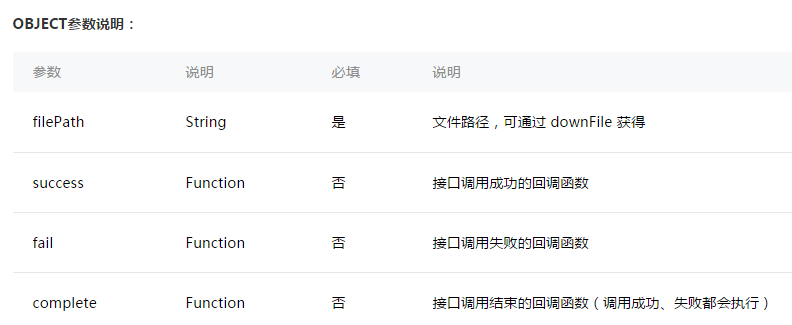 OBJECT参数说明：
参数 说明 必填 说明
filePath String 是 文件路径，可通过 downFile 获得
success Function 否 接口调用成功的回调函数
fail Function 否 接口调用失败的回调函数
complete Function 否 接口调用结束的回调函数（调用成功、失败都会执行）